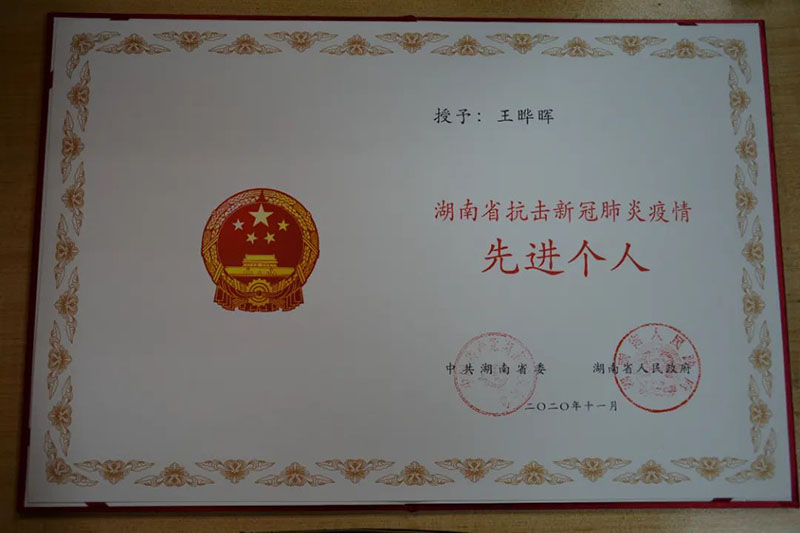 授予：王晔晖
湖南省抗击新冠肺炎疫情
先进个人
中共湖南省委 湖南省人民政府
二〇二〇年十一月